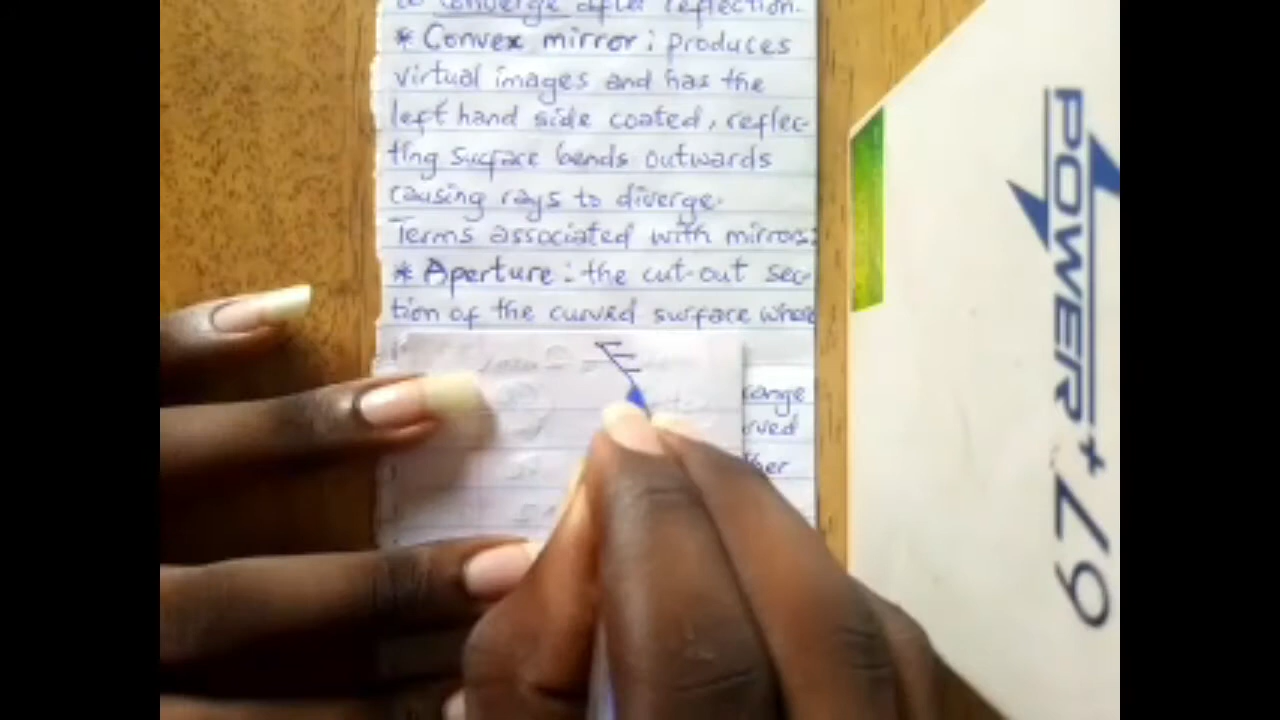 to converge after reflection.
* Convex mirror: produces
virtual images and has the
left hand side coated, reflec-
ting surface bends outwards
causing rays to diverge.
Terms associated with mirrors:
* Aperture: the cut-out sec-
tion of the curved surface whose
POWER+ L9